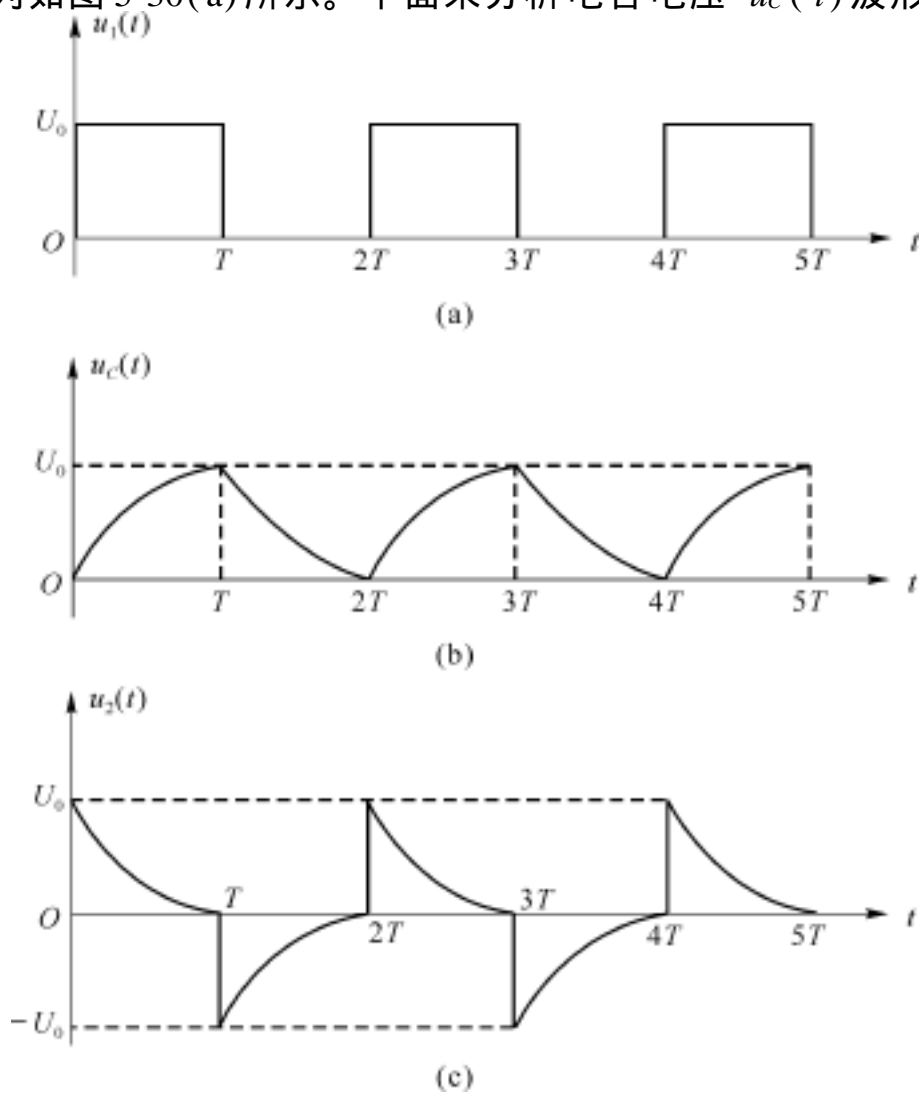 为如图 5-30(a)所示。下面来分析电容电压 uC(t)波形
u1(t)
U0
O T 2T 3T 4T 5T t
(a)
uC(t)
U0
O T 2T 3T 4T 5T t
(b)
u2(t)
U0
T 3T
O 2T 4T 5T t
−U0
(c)